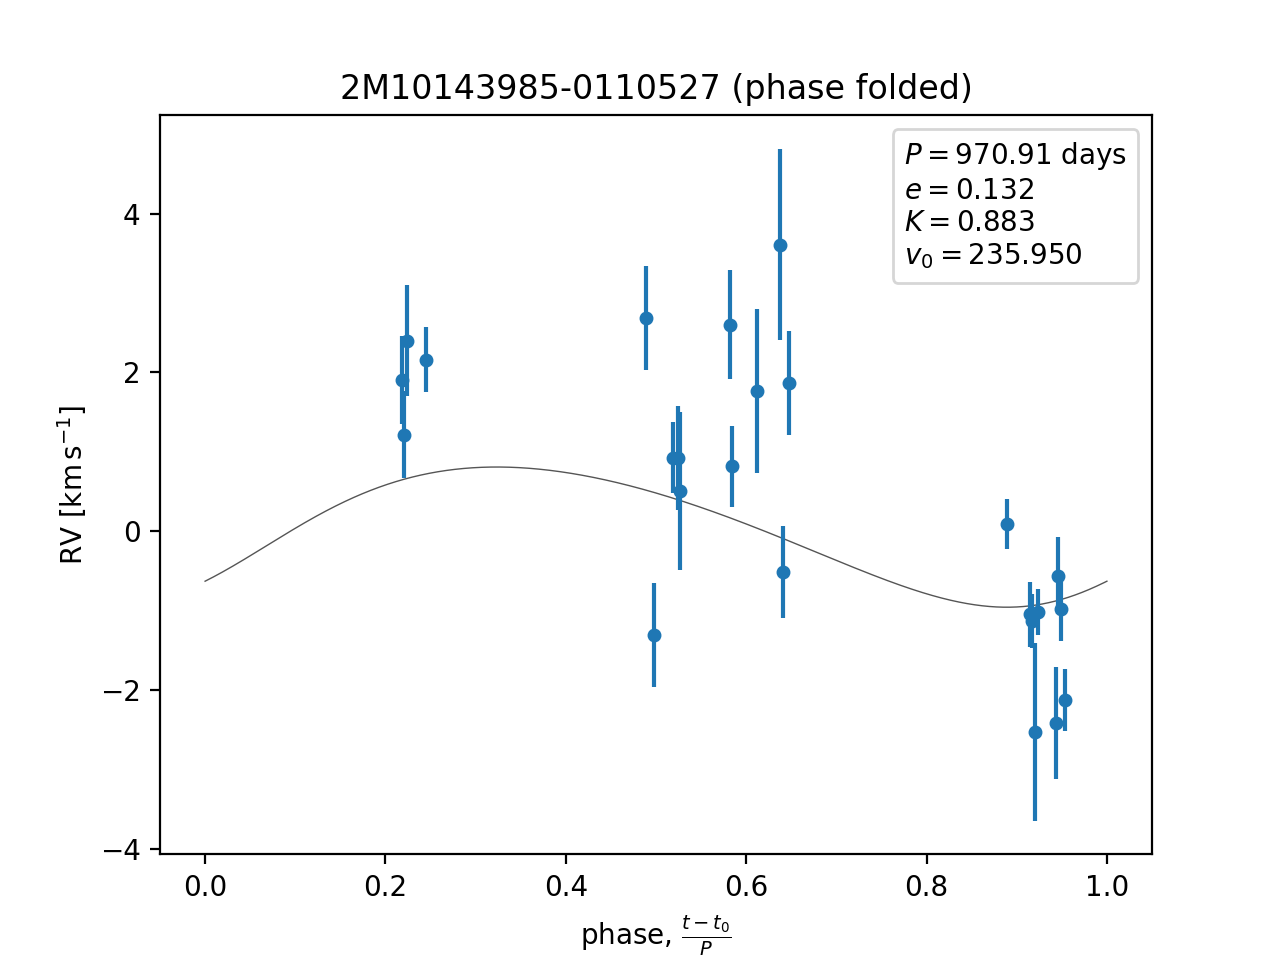 2M10143985-0110527 (phase folded)
P = 970.91 days
e = 0.132
K = 0.883
v₀ = 235.950
RV [km s⁻¹]
4
2
0
−2
−4
0.0 0.2 0.4 0.6 0.8 1.0
phase, (t − t₀)/P